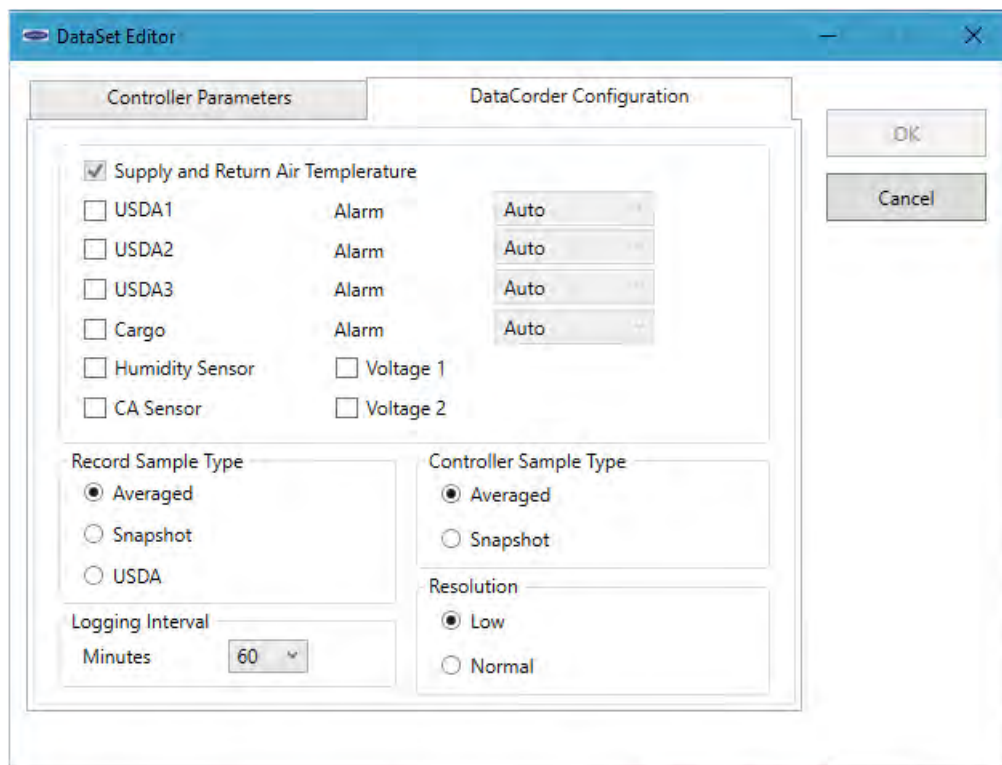 DataSet Editor
Controller Parameters
DataCorder Configuration
OK
Cancel
Supply and Return Air Templerature
USDA1 Alarm Auto
USDA2 Alarm Auto
USDA3 Alarm Auto
Cargo Alarm Auto
Humidity Sensor Voltage 1
CA Sensor Voltage 2
Record Sample Type
Averaged
Snapshot
USDA
Controller Sample Type
Averaged
Snapshot
Logging Interval
Minutes 60
Resolution
Low
Normal